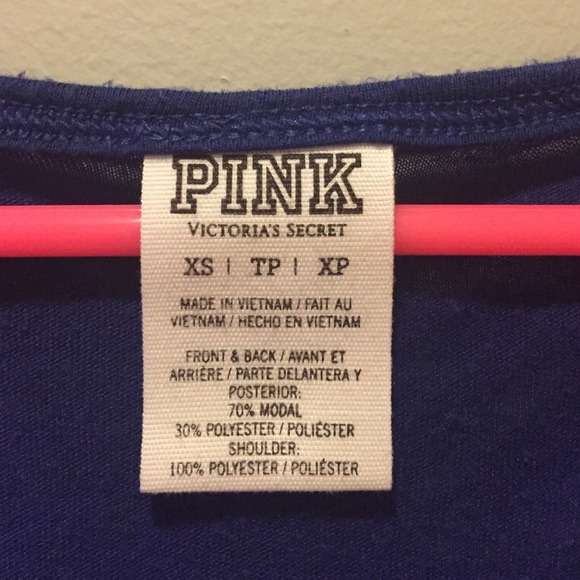 PINK
VICTORIA'S SECRET
XS | TP | XP
MADE IN VIETNAM / FAIT AU
VIETNAM / HECHO EN VIETNAM
FRONT & BACK / AVANT ET
ARRIÈRE / PARTE DELANTERA Y
POSTERIOR:
70% MODAL
30% POLYESTER / POLIÉSTER
SHOULDER:
100% POLYESTER / POLIÉSTER